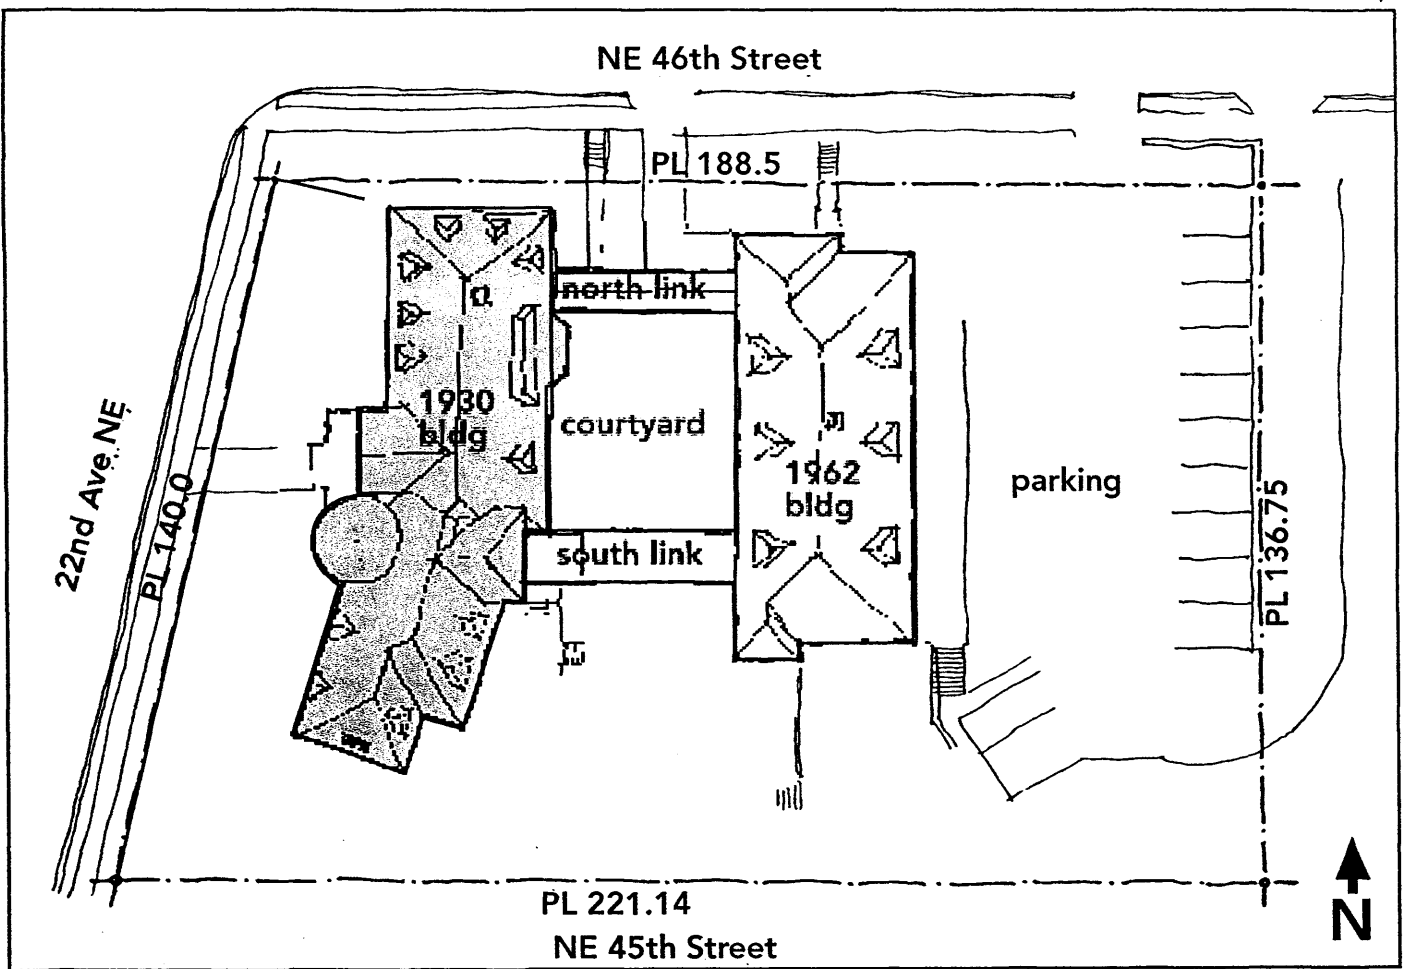 NE 46th Street
PL 188.5
north link
1930
bldg
courtyard
1962
bldg
parking
22nd Ave NE
PL 140.0
PL 136.75
south link
PL 221.14
NE 45th Street
N